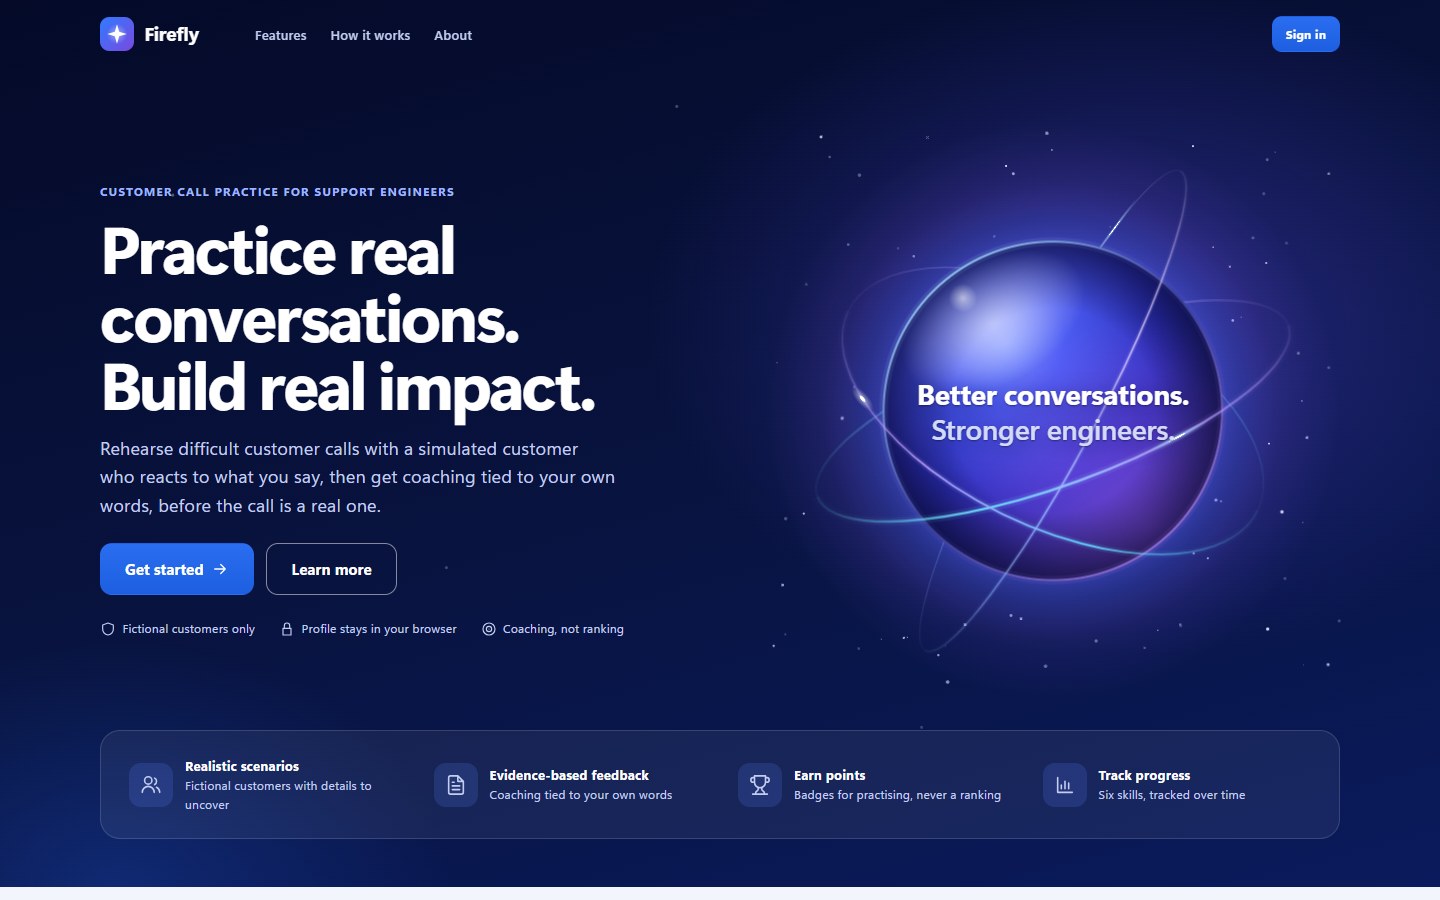 Firefly
Features
How it works
About
Sign in
CUSTOMER CALL PRACTICE FOR SUPPORT ENGINEERS
Practice real
conversations.
Build real impact.
Rehearse difficult customer calls with a simulated customer
who reacts to what you say, then get coaching tied to your own
words, before the call is a real one.
Get started
Learn more
Fictional customers only
Profile stays in your browser
Coaching, not ranking
Better conversations.
Stronger engineers.
Realistic scenarios
Fictional customers with details to
uncover
Evidence-based feedback
Coaching tied to your own words
Earn points
Badges for practising, never a ranking
Track progress
Six skills, tracked over time